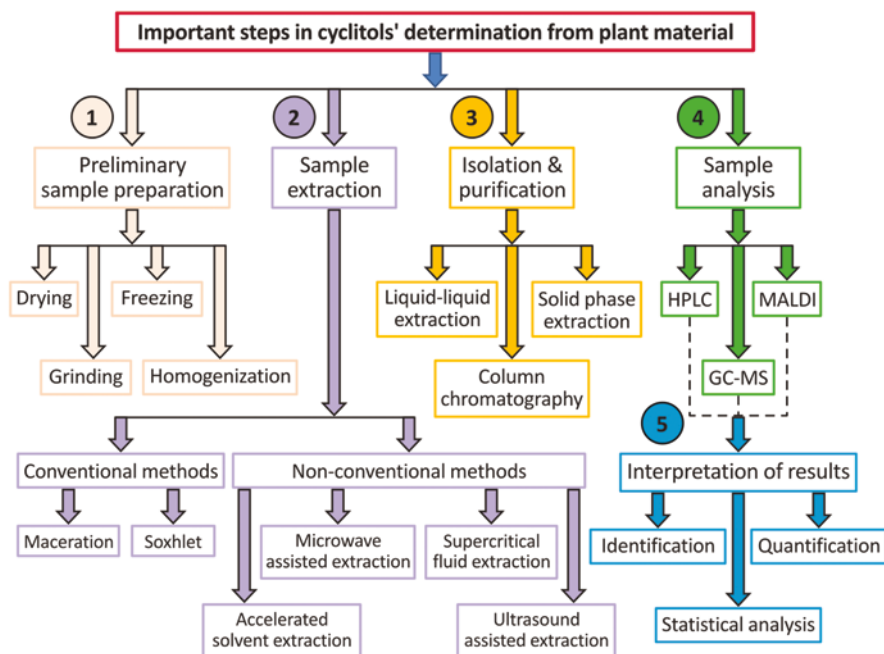 Important steps in cyclitols' determination from plant material
1
Preliminary
sample preparation
Drying
Freezing
Grinding
Homogenization
2
Sample
extraction
Conventional methods
Maceration
Soxhlet
Non-conventional methods
Microwave
assisted extraction
Supercritical
fluid extraction
Accelerated
solvent extraction
Ultrasound
assisted extraction
3
Isolation &
purification
Liquid-liquid
extraction
Solid phase
extraction
Column
chromatography
4
Sample
analysis
HPLC
MALDI
GC-MS
5
Interpretation of results
Identification
Quantification
Statistical analysis